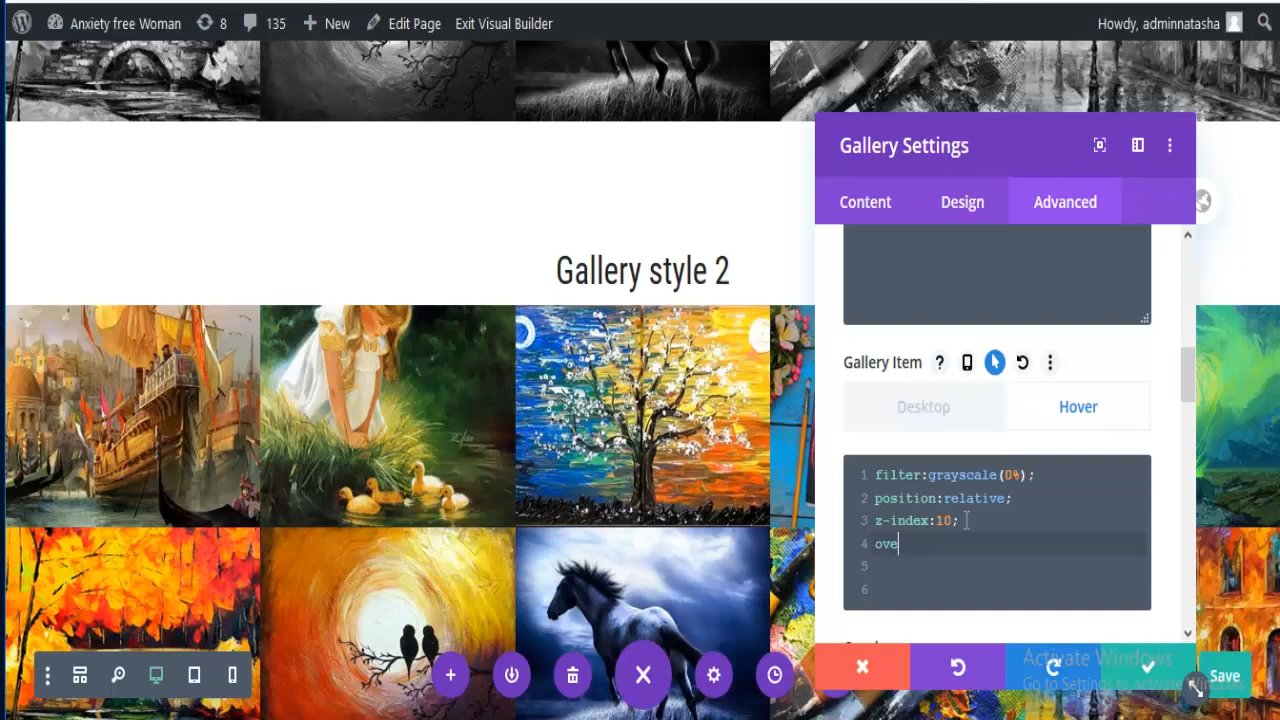 Anxiety free Woman 8 135 New Edit Page Exit Visual Builder Howdy, adminnatasha
Gallery Settings
Content Design Advanced
Gallery style 2
Gallery Item ?
Desktop Hover
1 filter:grayscale(0%);
2 position:relative;
3 z-index:10;
4 ove
5
6
Activate Windows
Go to Settings to activate Windows.
Save